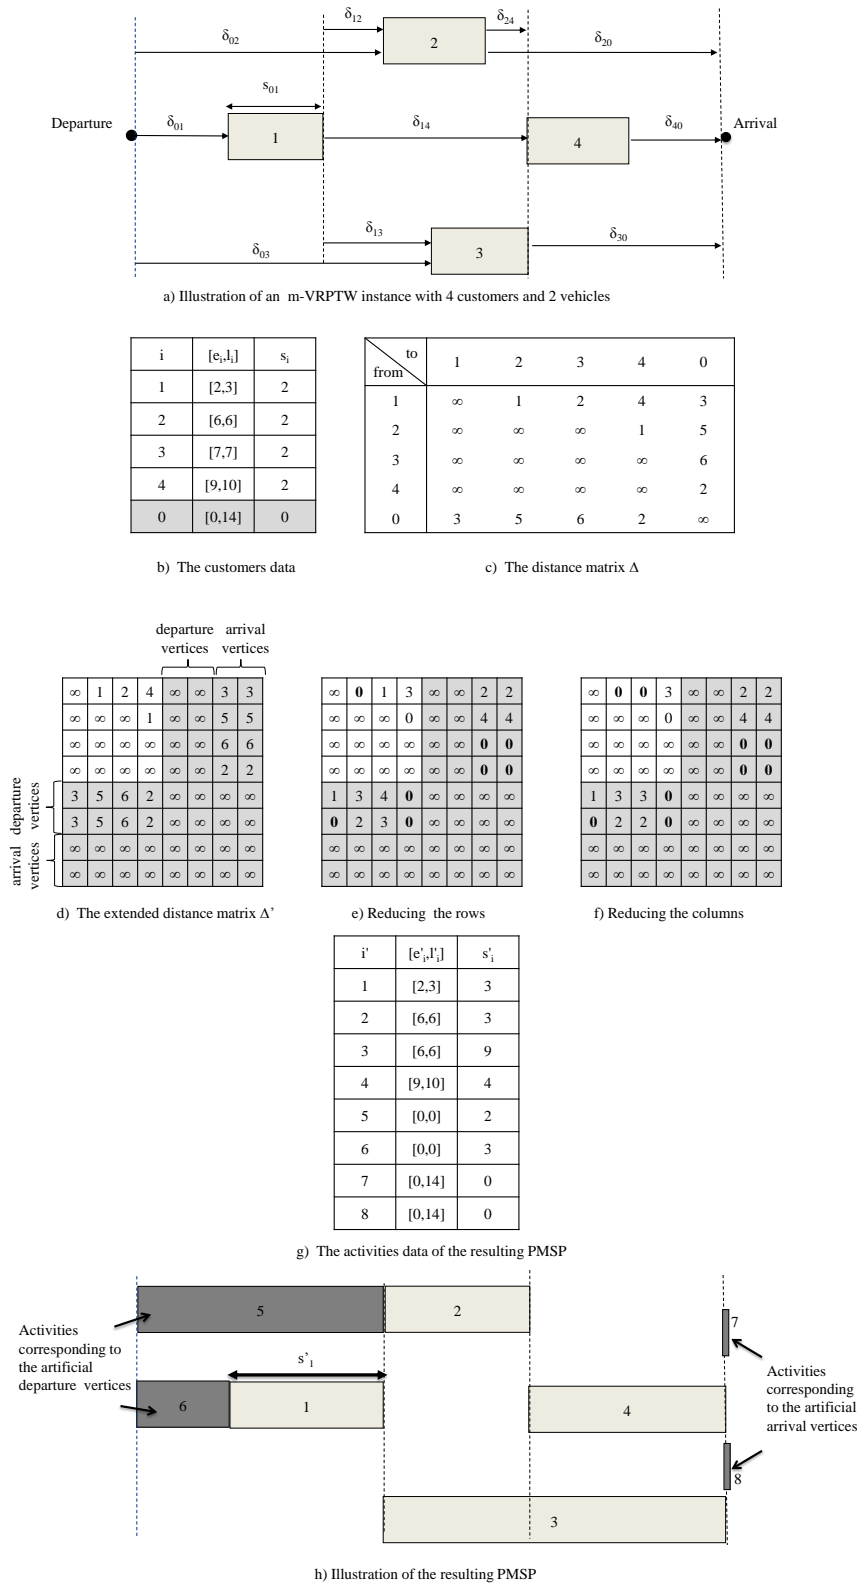 δ12 δ24
δ02 2 δ20
s01
Departure δ01 1 δ14 4 δ40 Arrival
δ13
δ03 3 δ30
a) Illustration of an m-VRPTW instance with 4 customers and 2 vehicles
i [ei,li] si
1 [2,3] 2
2 [6,6] 2
3 [7,7] 2
4 [9,10] 2
0 [0,14] 0
b) The customers data
to
from 1 2 3 4 0
1 ∞ 1 2 4 3
2 ∞ ∞ ∞ 1 5
3 ∞ ∞ ∞ ∞ 6
4 ∞ ∞ ∞ ∞ 2
0 3 5 6 2 ∞
c) The distance matrix Δ
departure vertices
arrival vertices
departure vertices
arrival vertices
∞ 1 2 4 ∞ ∞ 3 3
∞ ∞ ∞ 1 ∞ ∞ 5 5
∞ ∞ ∞ ∞ ∞ ∞ 6 6
∞ ∞ ∞ ∞ ∞ ∞ 2 2
3 5 6 2 ∞ ∞ ∞ ∞
3 5 6 2 ∞ ∞ ∞ ∞
∞ ∞ ∞ ∞ ∞ ∞ ∞ ∞
∞ ∞ ∞ ∞ ∞ ∞ ∞ ∞
d) The extended distance matrix Δ’
∞ 0 1 3 ∞ ∞ 2 2
∞ ∞ ∞ 0 ∞ ∞ 4 4
∞ ∞ ∞ ∞ ∞ ∞ 0 0
∞ ∞ ∞ ∞ ∞ ∞ 0 0
1 3 4 0 ∞ ∞ ∞ ∞
0 2 3 0 ∞ ∞ ∞ ∞
∞ ∞ ∞ ∞ ∞ ∞ ∞ ∞
∞ ∞ ∞ ∞ ∞ ∞ ∞ ∞
e) Reducing the rows
∞ 0 0 3 ∞ ∞ 2 2
∞ ∞ ∞ 0 ∞ ∞ 4 4
∞ ∞ ∞ ∞ ∞ ∞ 0 0
∞ ∞ ∞ ∞ ∞ ∞ 0 0
1 3 3 0 ∞ ∞ ∞ ∞
0 2 2 0 ∞ ∞ ∞ ∞
∞ ∞ ∞ ∞ ∞ ∞ ∞ ∞
∞ ∞ ∞ ∞ ∞ ∞ ∞ ∞
f) Reducing the columns
i' [e'i,l'i] s'i
1 [2,3] 3
2 [6,6] 3
3 [6,6] 9
4 [9,10] 4
5 [0,0] 2
6 [0,0] 3
7 [0,14] 0
8 [0,14] 0
g) The activities data of the resulting PMSP
5 2 7
Activities
corresponding to
the artificial
departure vertices
s’1
6 1 4
Activities
corresponding
to the artificial
arrival vertices
8
3
h) Illustration of the resulting PMSP